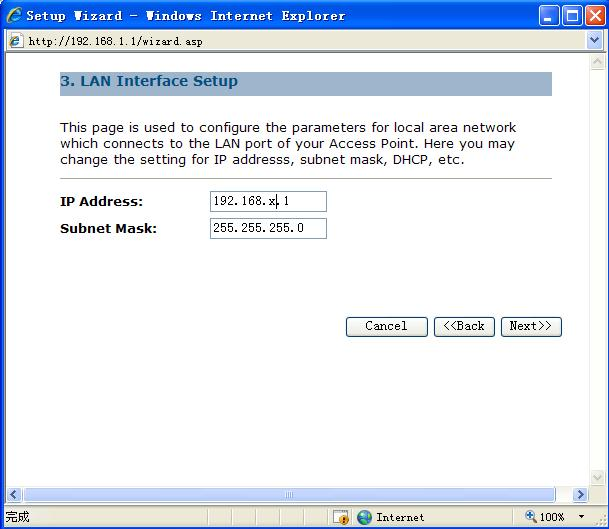 Setup Wizard - Windows Internet Explorer
http://192.168.1.1/wizard.asp
3. LAN Interface Setup
This page is used to configure the parameters for local area network
which connects to the LAN port of your Access Point. Here you may
change the setting for IP addresss, subnet mask, DHCP, etc.
IP Address: 192.168.x.1
Subnet Mask: 255.255.255.0
Cancel <<Back Next>>
完成 Internet 100%